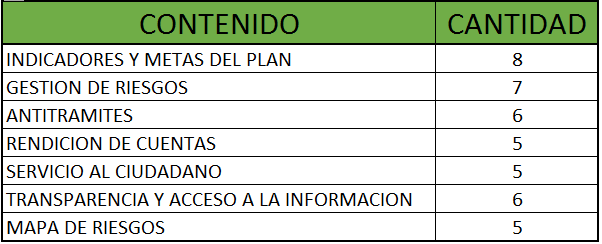 CONTENIDO CANTIDAD
INDICADORES Y METAS DEL PLAN 8
GESTION DE RIESGOS 7
ANTITRAMITES 6
RENDICION DE CUENTAS 5
SERVICIO AL CIUDADANO 5
TRANSPARENCIA Y ACCESO A LA INFORMACION 6
MAPA DE RIESGOS 5